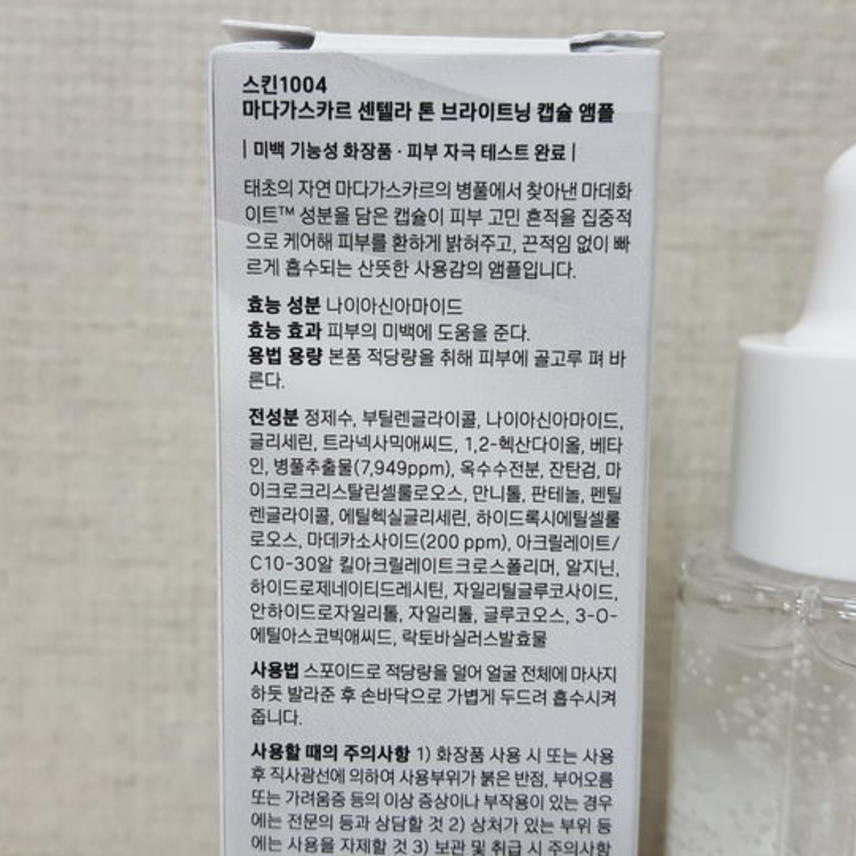 스킨1004
마다가스카르 센텔라 톤 브라이트닝 캡슐 앰플
| 미백 기능성 화장품 · 피부 자극 테스트 완료 |
태초의 자연 마다가스카르의 병풀에서 찾아낸 마데화
이트™ 성분을 담은 캡슐이 피부 고민 흔적을 집중적
으로 케어해 피부를 환하게 밝혀주고, 끈적임 없이 빠
르게 흡수되는 산뜻한 사용감의 앰플입니다.
효능 성분 나이아신아마이드
효능 효과 피부의 미백에 도움을 준다.
용법 용량 본품 적당량을 취해 피부에 골고루 펴 바
른다.
전성분 정제수, 부틸렌글라이콜, 나이아신아마이드,
글리세린, 트라넥사믹애씨드, 1,2-헥산다이올, 베타
인, 병풀추출물(7,949ppm), 옥수수전분, 잔탄검, 마
이크로크리스탈린셀룰로오스, 만니톨, 판테놀, 펜틸
렌글라이콜, 에틸헥실글리세린, 하이드록시에틸셀룰
로오스, 마데카소사이드(200 ppm), 아크릴레이트/
C10-30알 킬아크릴레이트크로스폴리머, 알지닌,
하이드로제네이티드레시틴, 자일리틸글루코사이드,
안하이드로자일리톨, 자일리톨, 글루코오스, 3-O-
에틸아스코빅애씨드, 락토바실러스발효물
사용법 스포이드로 적당량을 덜어 얼굴 전체에 마사지
하듯 발라준 후 손바닥으로 가볍게 두드려 흡수시켜
줍니다.
사용할 때의 주의사항 1) 화장품 사용 시 또는 사용
후 직사광선에 의하여 사용부위가 붉은 반점, 부어오름
또는 가려움증 등의 이상 증상이나 부작용이 있는 경우
에는 전문의 등과 상담할 것 2) 상처가 있는 부위 등
에는 사용을 자제할 것 3) 보관 및 취급 시 주의사항